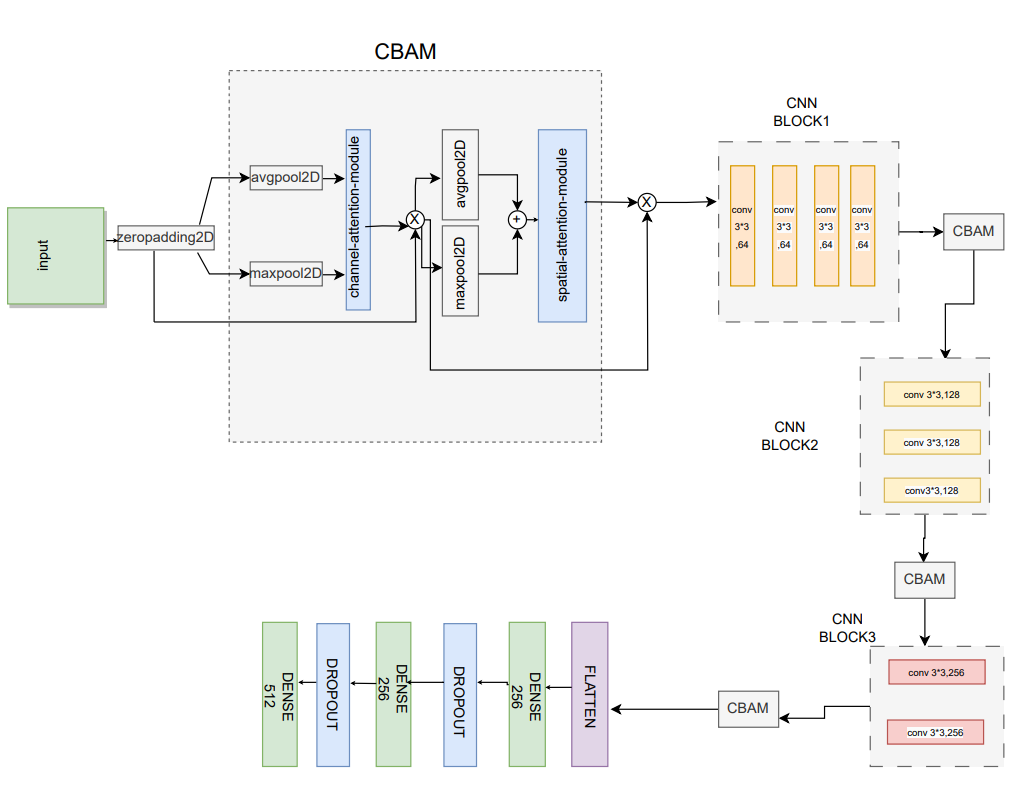 CBAM
input
zeropadding2D
avgpool2D
maxpool2D
channel-attention-module
X
avgpool2D
maxpool2D
+
spatial-attention-module
X
CNN
BLOCK1
conv
3*3
,64
conv
3*3
,64
conv
3*3
,64
conv
3*3
,64
CBAM
CNN
BLOCK2
conv 3*3,128
conv 3*3,128
conv3*3,128
CBAM
CNN
BLOCK3
conv 3*3,256
conv 3*3,256
CBAM
FLATTEN
DENSE
256
DROPOUT
DENSE
256
DROPOUT
DENSE
512